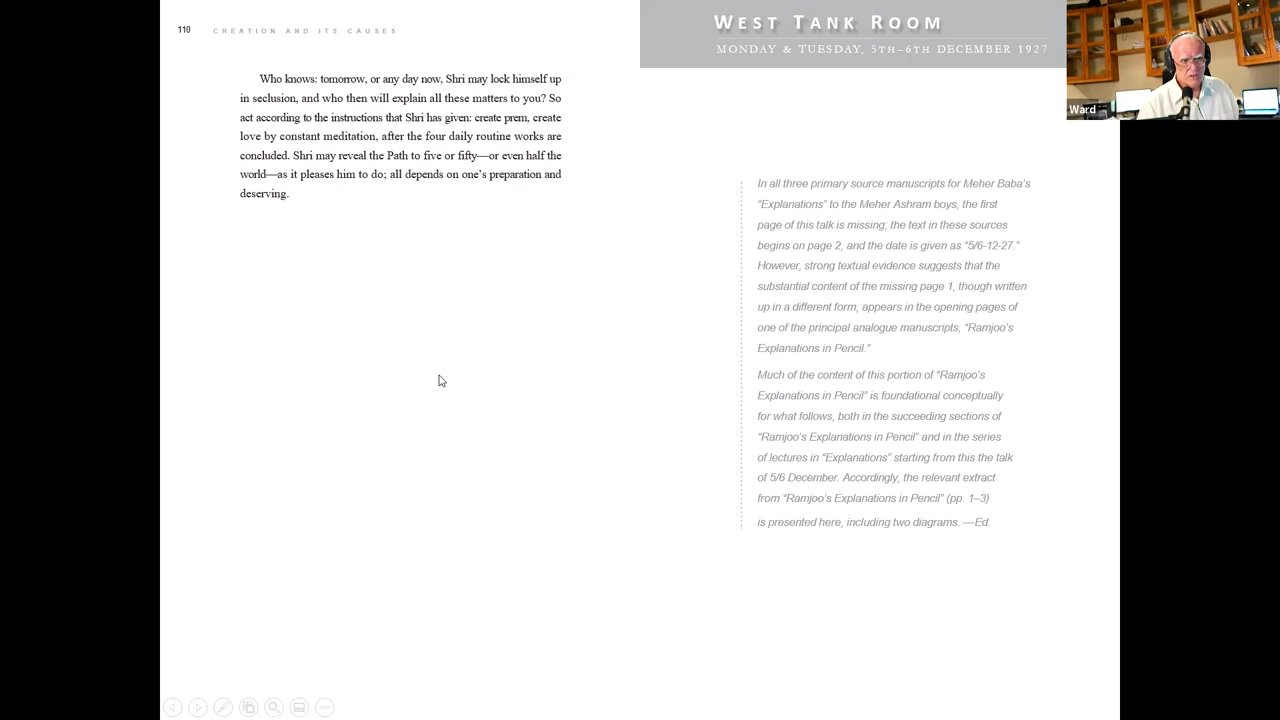 110 CREATION AND ITS CAUSES
Who knows: tomorrow, or any day now, Shri may lock himself up
in seclusion, and who then will explain all these matters to you? So
act according to the instructions that Shri has given: create prem, create
love by constant meditation, after the four daily routine works are
concluded. Shri may reveal the Path to five or fifty—or even half the
world—as it pleases him to do; all depends on one's preparation and
deserving.
WEST TANK ROOM
MONDAY & TUESDAY, 5TH–6TH DECEMBER 1927
In all three primary source manuscripts for Meher Baba's
“Explanations” to the Meher Ashram boys, the first
page of this talk is missing; the text in these sources
begins on page 2, and the date is given as “5/6-12-27.”
However, strong textual evidence suggests that the
substantial content of the missing page 1, though written
up in a different form, appears in the opening pages of
one of the principal analogue manuscripts, “Ramjoo's
Explanations in Pencil.”
Much of the content of this portion of “Ramjoo's
Explanations in Pencil” is foundational conceptually
for what follows, both in the succeeding sections of
“Ramjoo's Explanations in Pencil” and in the series
of lectures in “Explanations” starting from this the talk
of 5/6 December. Accordingly, the relevant extract
from “Ramjoo's Explanations in Pencil” (pp. 1–3)
is presented here, including two diagrams. —Ed.
Ward